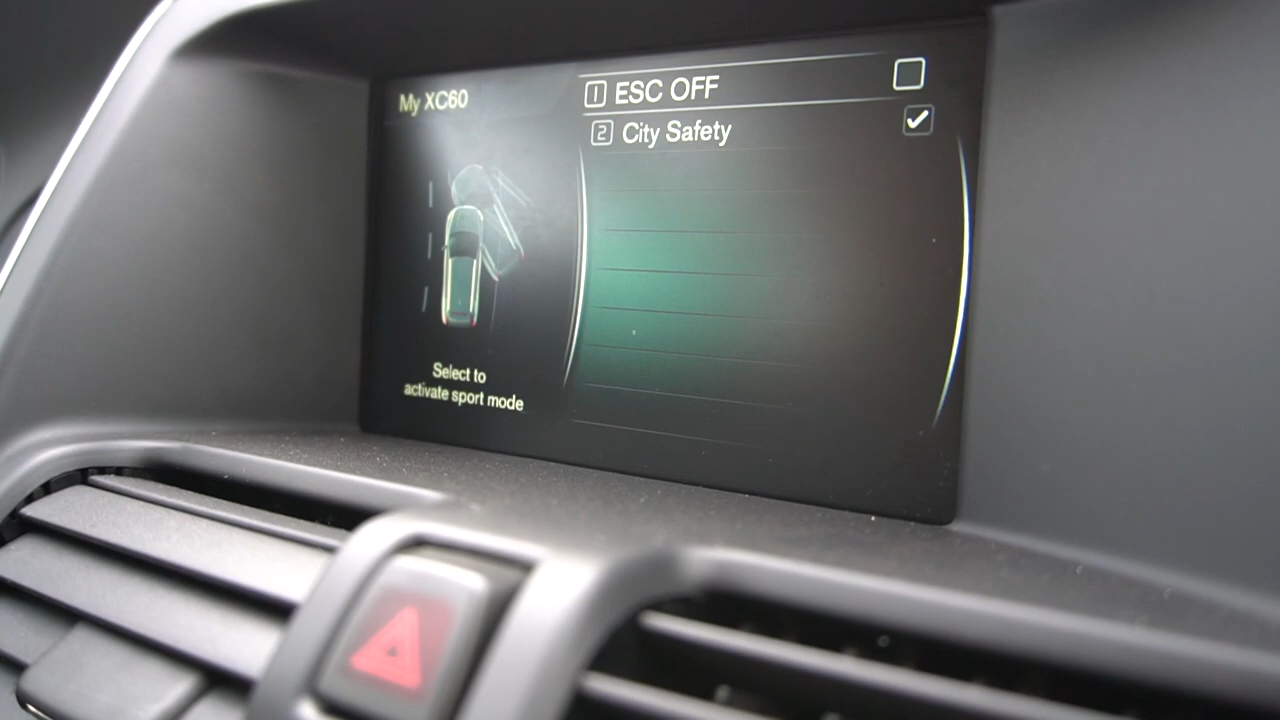 My XC60
1 ESC OFF
2 City Safety
Select to
activate sport mode